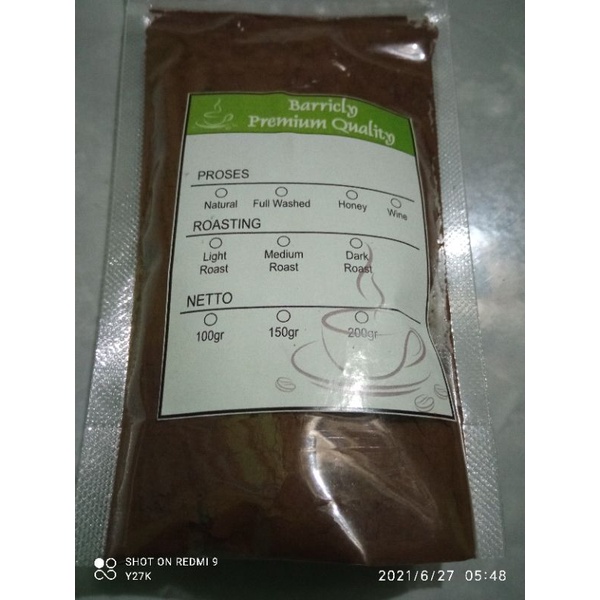 Barricly
Premium Quality
PROSES
Natural Full Washed Honey Wine
ROASTING
Light Roast
Medium Roast
Dark Roast
NETTO
100gr 150gr 200gr
SHOT ON REDMI 9
Y27K
2021/6/27 05:48